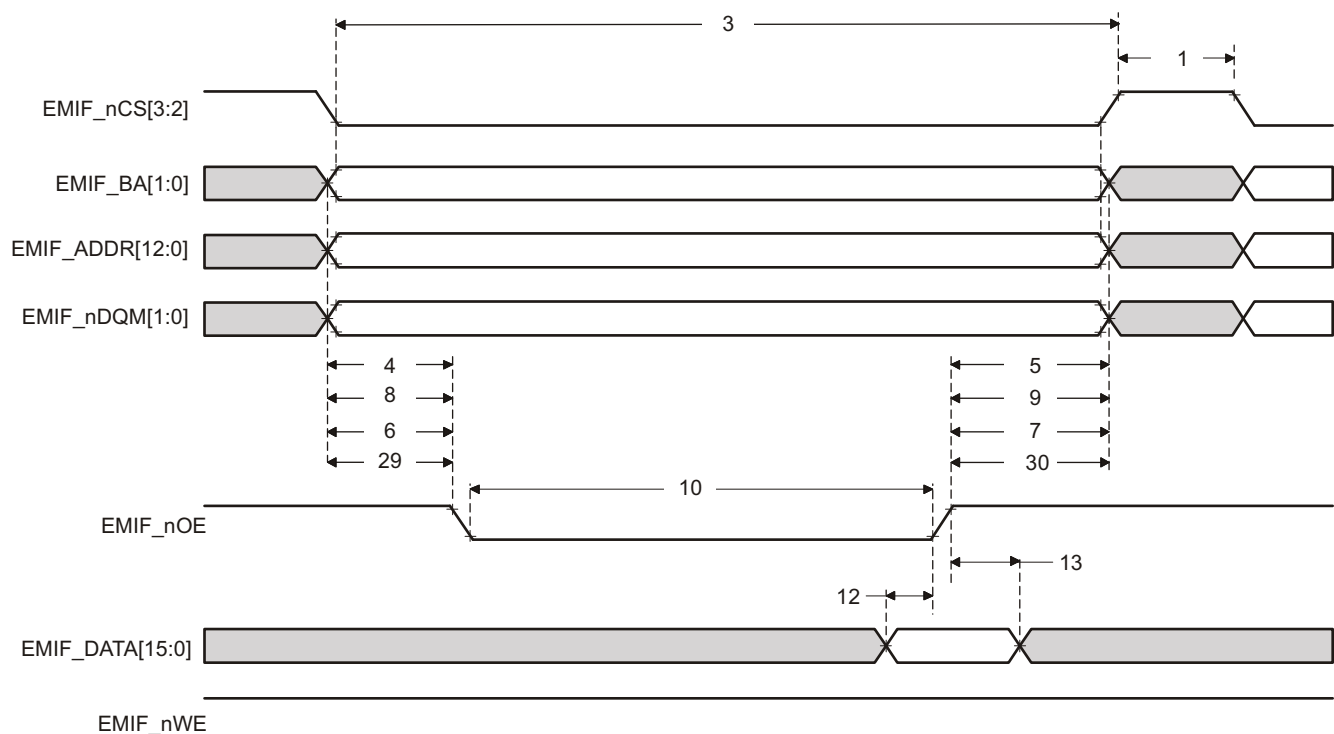 3
1
EMIF_nCS[3:2]
EMIF_BA[1:0]
EMIF_ADDR[12:0]
EMIF_nDQM[1:0]
4 5
8 9
6 7
29 30
10
EMIF_nOE
13
12
EMIF_DATA[15:0]
EMIF_nWE